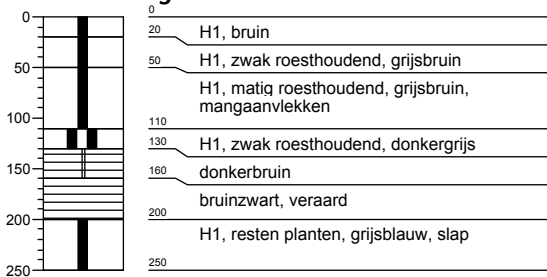 0
0
20
H1, bruin
50
H1, zwak roesthoudend, grijsbruin
50
H1, matig roesthoudend, grijsbruin,
mangaanvlekken
100
110
130
H1, zwak roesthoudend, donkergrijs
150
160
donkerbruin
bruinzwart, veraard
200
200
H1, resten planten, grijsblauw, slap
250
250